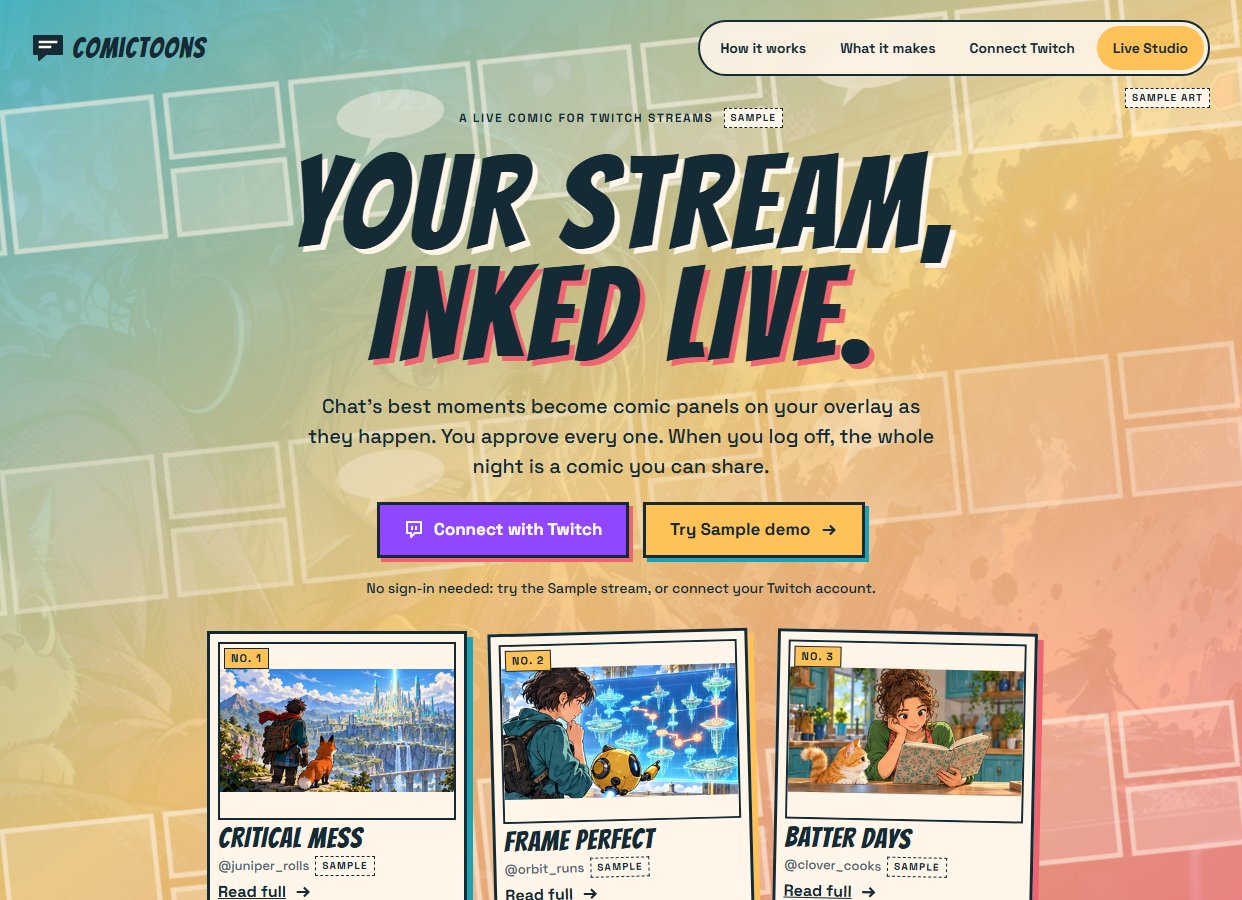 COMICTOONS
How it works
What it makes
Connect Twitch
Live Studio
SAMPLE ART
A LIVE COMIC FOR TWITCH STREAMS SAMPLE
YOUR STREAM,
INKED LIVE.
Chat's best moments become comic panels on your overlay as
they happen. You approve every one. When you log off, the whole
night is a comic you can share.
Connect with Twitch
Try Sample demo →
No sign-in needed: try the Sample stream, or connect your Twitch account.
NO. 1
CRITICAL MESS
@juniper_rolls SAMPLE
Read full →
NO. 2
FRAME PERFECT
@orbit_runs SAMPLE
Read full →
NO. 3
BATTER DAYS
@clover_cooks SAMPLE
Read full →